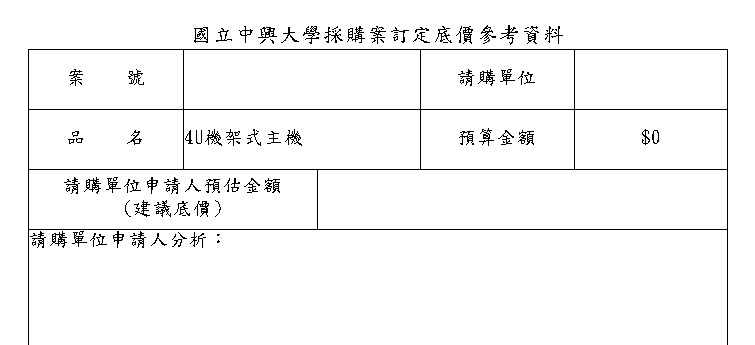 國立中興大學採購案訂定底價參考資料
案 號
請購單位
品 名
4U機架式主機
預算金額
$0
請購單位申請人預估金額
(建議底價)
請購單位申請人分析：